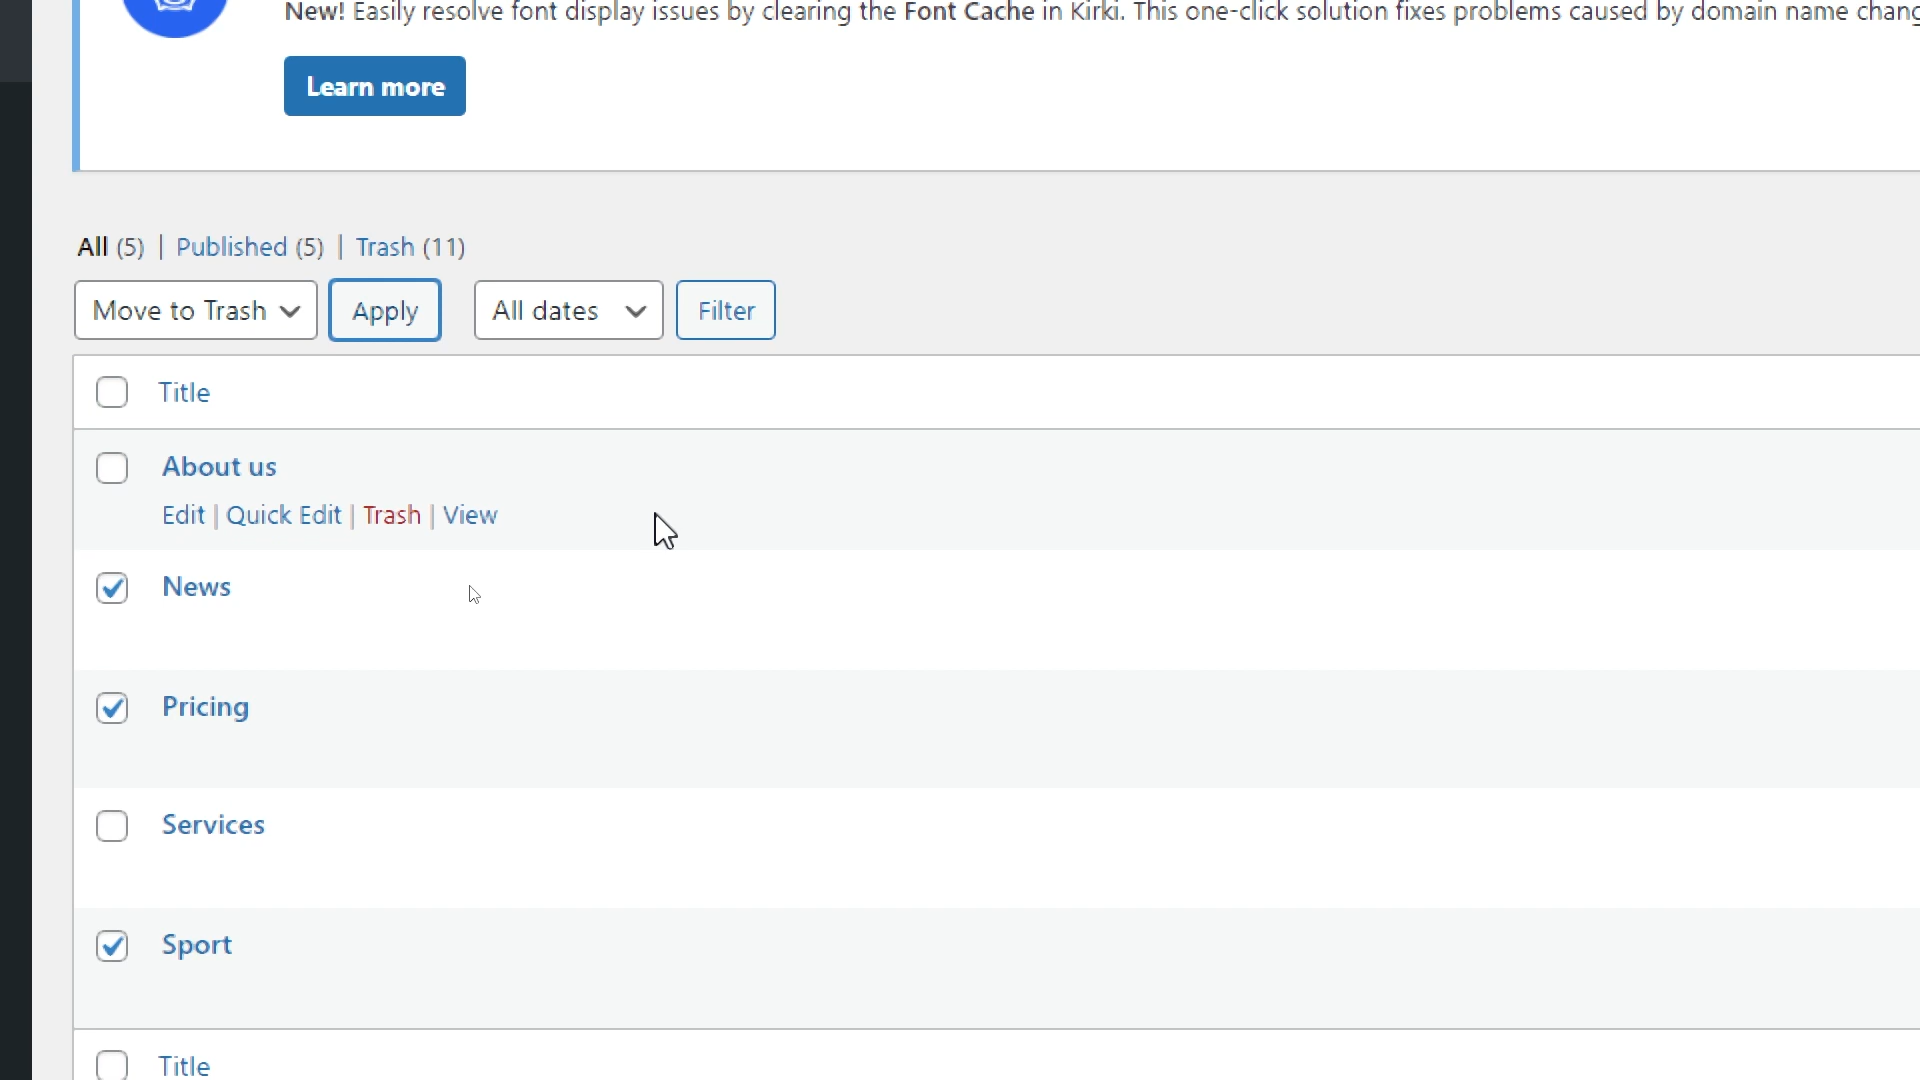 New! Easily resolve font display issues by clearing the Font Cache in Kirki. This one-click solution fixes problems caused by domain name chang
Learn more
All (5) | Published (5) | Trash (11)
Move to Trash Apply All dates Filter
Title
About us
Edit | Quick Edit | Trash | View
News
Pricing
Services
Sport
Title